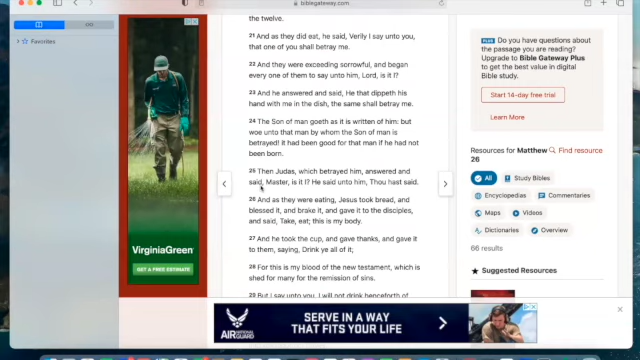 biblegateway.com
Favorites
the twelve.
21 And as they did eat, he said, Verily I say unto you,
that one of you shall betray me.
22 And they were exceeding sorrowful, and began
every one of them to say unto him, Lord, is it I?
23 And he answered and said, He that dippeth his
hand with me in the dish, the same shall betray me.
24 The Son of man goeth as it is written of him: but
woe unto that man by whom the Son of man is
betrayed! it had been good for that man if he had not
been born.
25 Then Judas, which betrayed him, answered and
said, Master, is it I? He said unto him, Thou hast said.
26 And as they were eating, Jesus took bread, and
blessed it, and brake it, and gave it to the disciples,
and said, Take, eat; this is my body.
27 And he took the cup, and gave thanks, and gave it
to them, saying, Drink ye all of it;
28 For this is my blood of the new testament, which is
shed for many for the remission of sins.
29 But I say unto you, I will not drink henceforth of
VirginiaGreen
GET A FREE ESTIMATE
PLUS Do you have questions about
the passage you are reading?
Upgrade to Bible Gateway Plus
to get the best value in digital
Bible study.
Start 14-day free trial
Learn More
Resources for Matthew
26
Find resource
All
Study Bibles
Encyclopedias
Commentaries
Maps
Videos
Dictionaries
Overview
66 results
Suggested Resources
AIR NATIONAL
GUARD
SERVE IN A WAY
THAT FITS YOUR LIFE